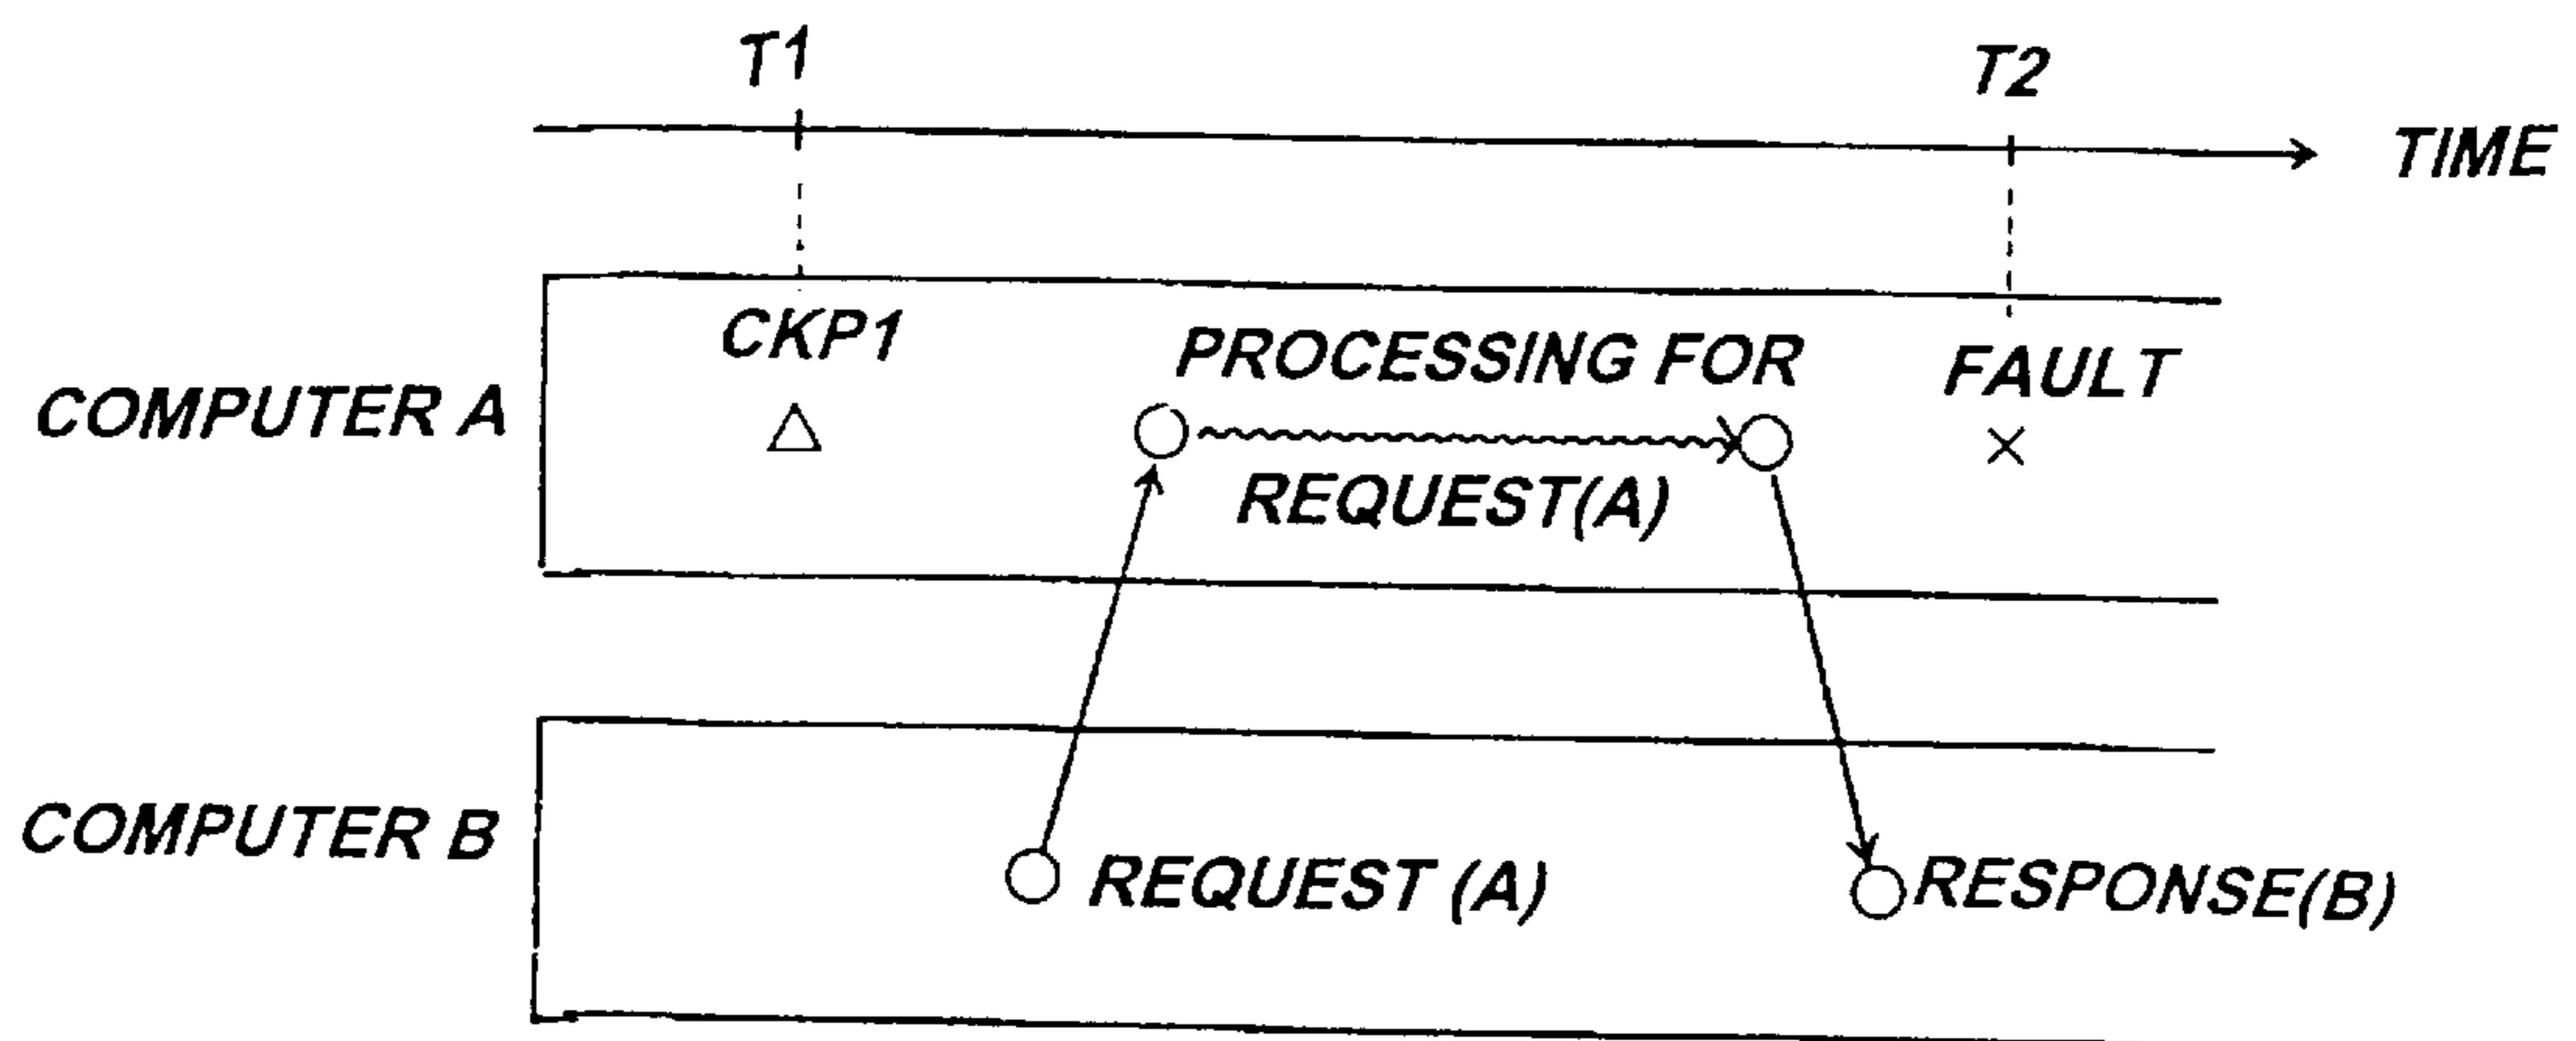 T1
T2
TIME
CKP1
PROCESSING FOR
FAULT
COMPUTER A
REQUEST(A)
COMPUTER B
REQUEST (A)
RESPONSE(B)